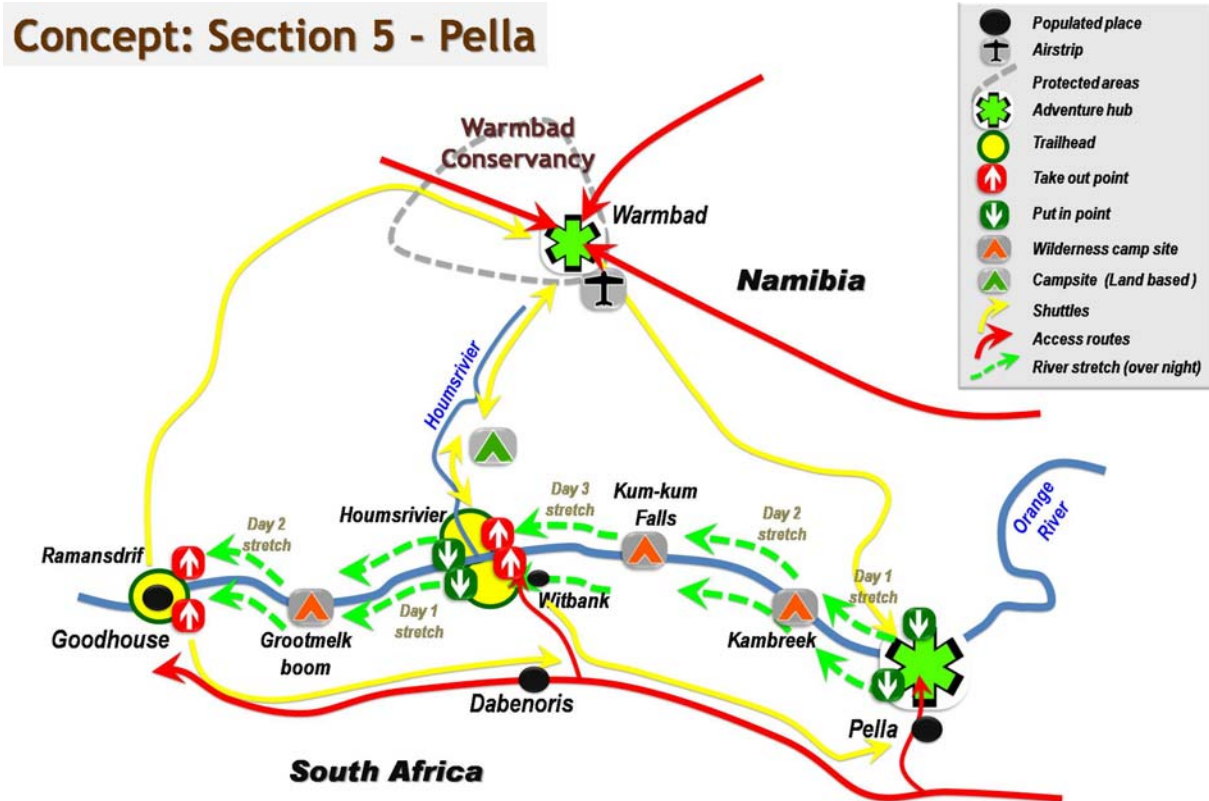 Concept: Section 5 - Pella
Populated place
Airstrip
Protected areas
Adventure hub
Trailhead
Take out point
Put in point
Wilderness camp site
Campsite (Land based )
Shuttles
Access routes
River stretch (over night)
Warmbad
Conservancy
Warmbad
Namibia
Houmsrivier
Orange
River
Kum-kum
Falls
Day 3
stretch
Day 2
stretch
Houmsrivier
Day 2
stretch
Ramansdrif
Day 1
stretch
Witbank
Day 1
stretch
Kambreek
Goodhouse
Grootmelk
boom
Dabenoris
Pella
South Africa